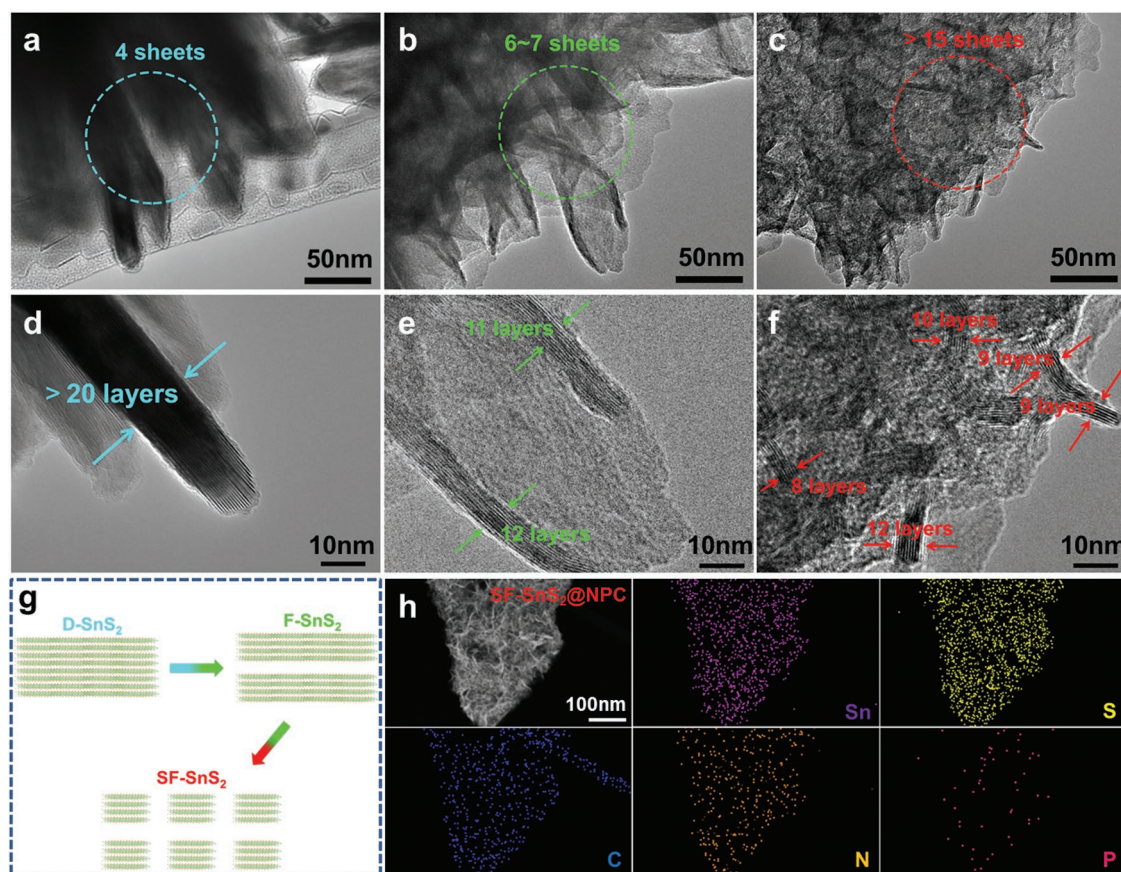 a
4 sheets
50nm
b
6~7 sheets
50nm
c
> 15 sheets
50nm
d
> 20 layers
10nm
e
11 layers
12 layers
10nm
f
10 layers
9 layers
9 layers
8 layers
12 layers
10nm
g
D-SnS₂
F-SnS₂
SF-SnS₂
h
SF-SnS₂@NPC
100nm
Sn
S
C
N
P